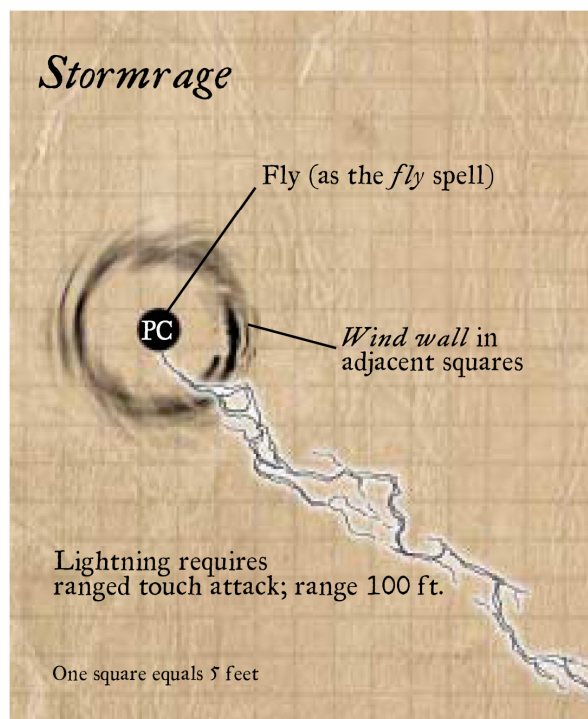 Stormrage
Fly (as the fly spell)
PC
Wind wall in
adjacent squares
Lightning requires
ranged touch attack; range 100 ft.
One square equals 5 feet